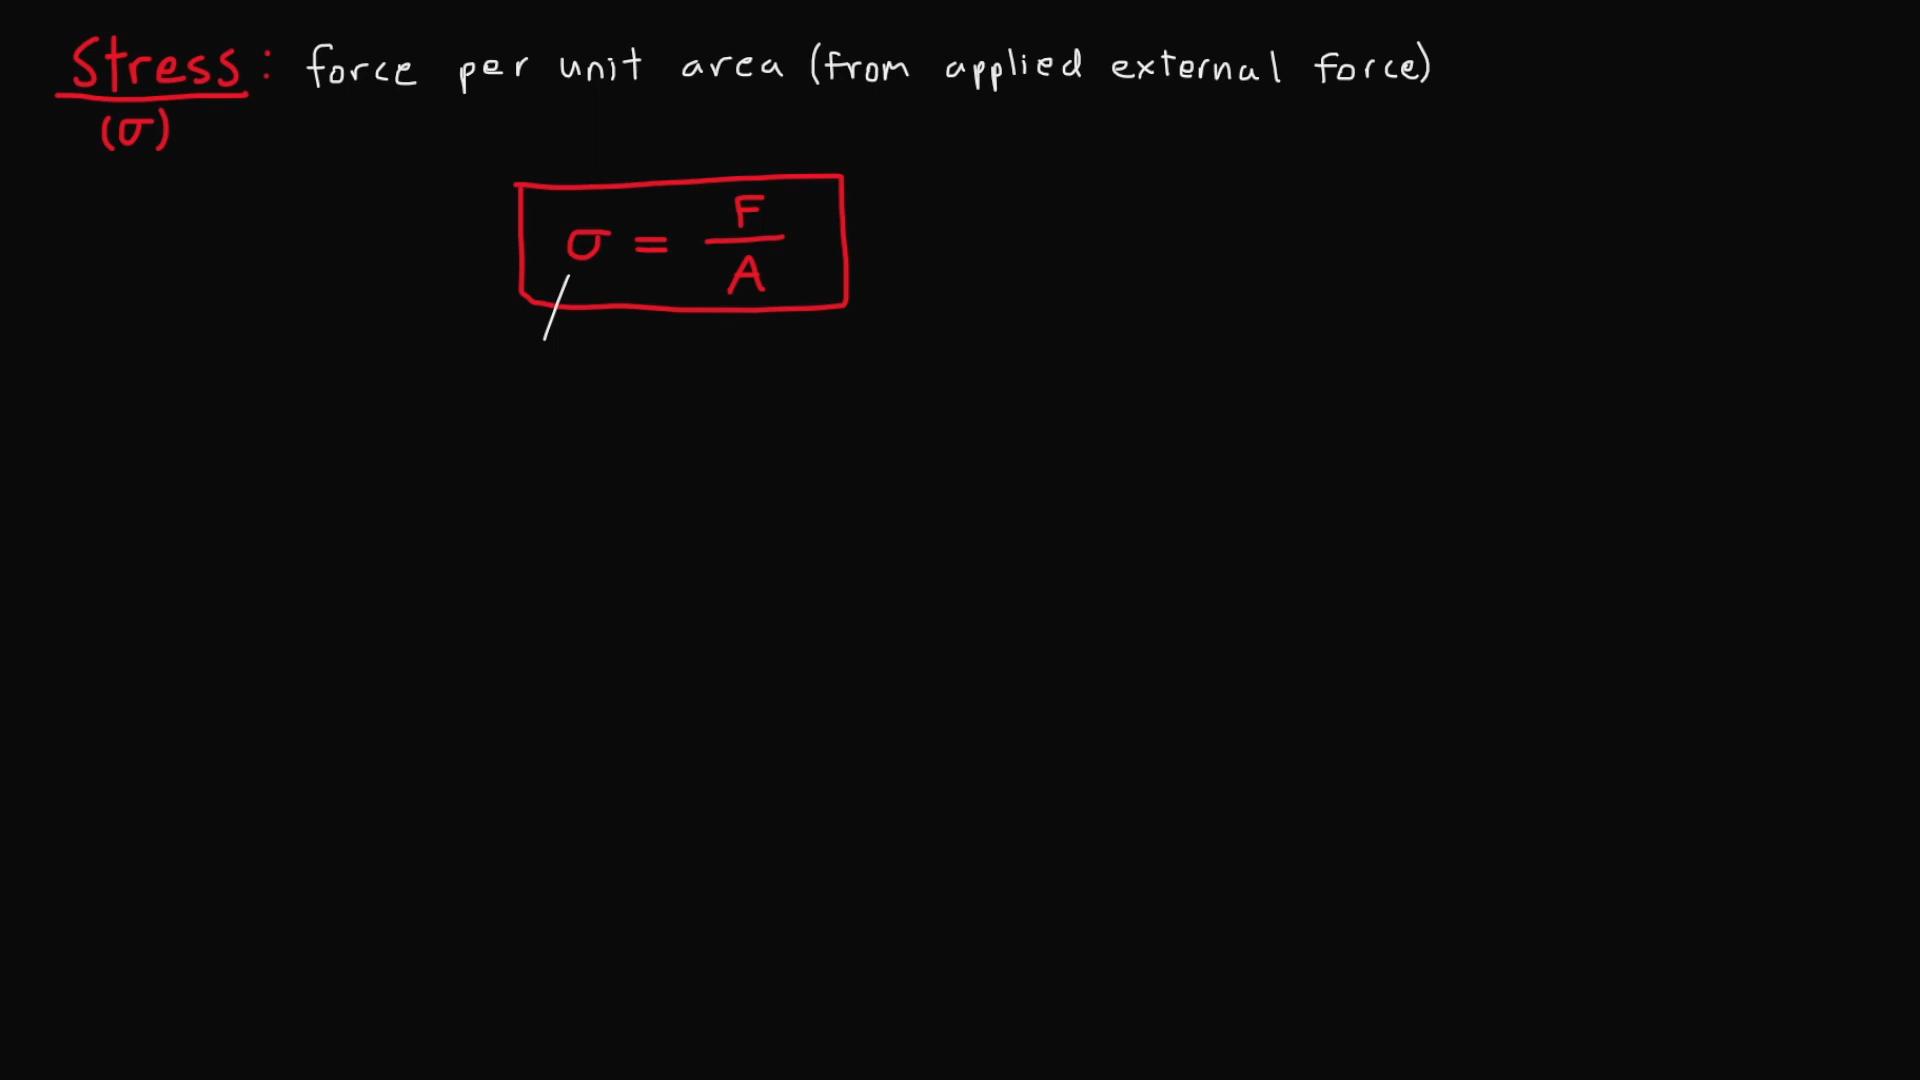 Stress: force per unit area (from applied external force)
(σ)
σ = F/A